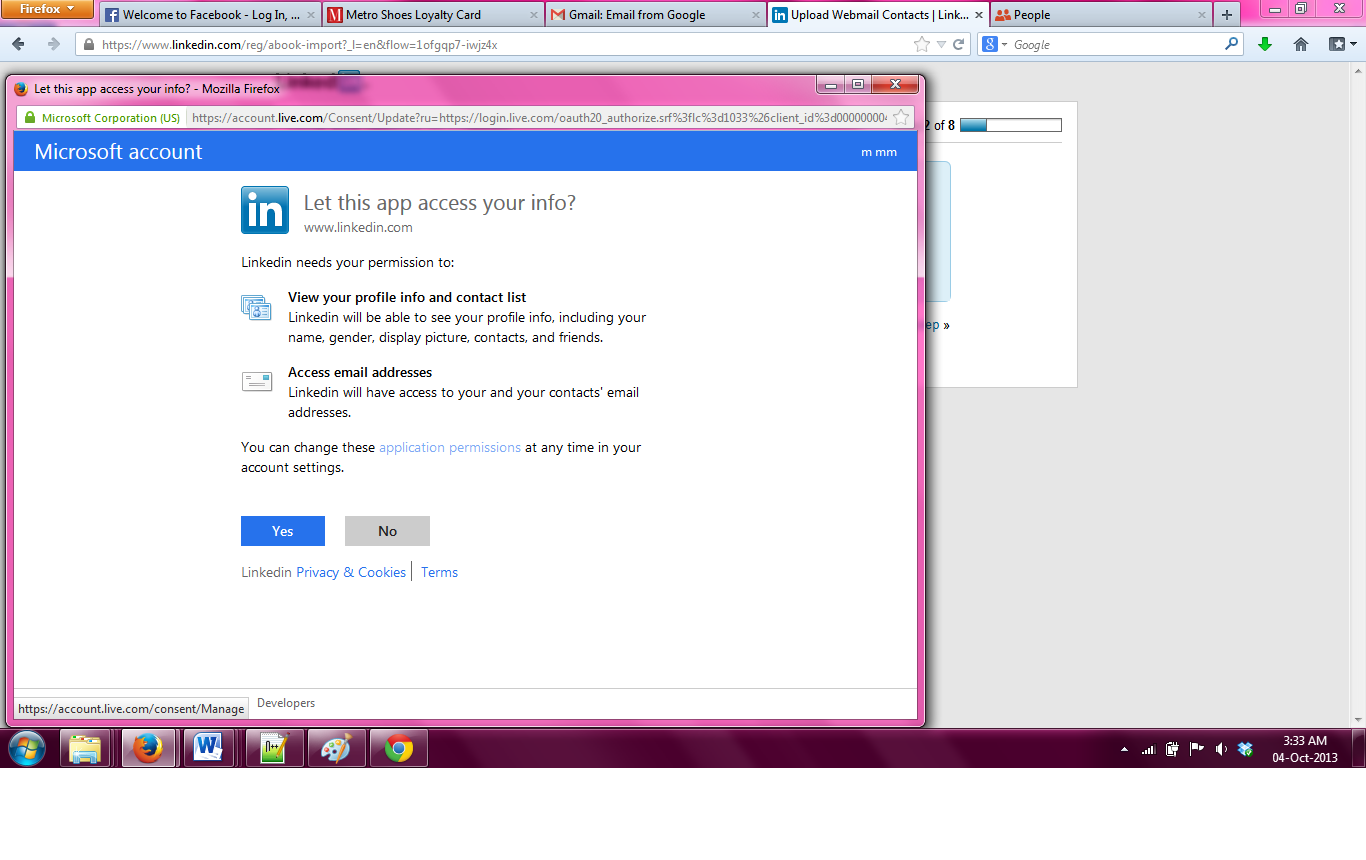 Firefox
Welcome to Facebook - Log In, ...
Metro Shoes Loyalty Card
Gmail: Email from Google
Upload Webmail Contacts | Link...
People
https://www.linkedin.com/reg/abook-import?_l=en&flow=1ofgqp7-iwjz4x
Google
Let this app access your info? - Mozilla Firefox
Microsoft Corporation (US)
https://account.live.com/Consent/Update?ru=https://login.live.com/oauth20_authorize.srf%3flc%3d1033%26client_id%3d000000004
2 of 8
Microsoft account
m mm
in
Let this app access your info?
www.linkedin.com
Linkedin needs your permission to:
View your profile info and contact list
Linkedin will be able to see your profile info, including your
name, gender, display picture, contacts, and friends.
ep »
Access email addresses
Linkedin will have access to your and your contacts' email
addresses.
You can change these application permissions at any time in your
account settings.
Yes
No
Linkedin Privacy & Cookies | Terms
Developers
https://account.live.com/consent/Manage
3:33 AM
04-Oct-2013